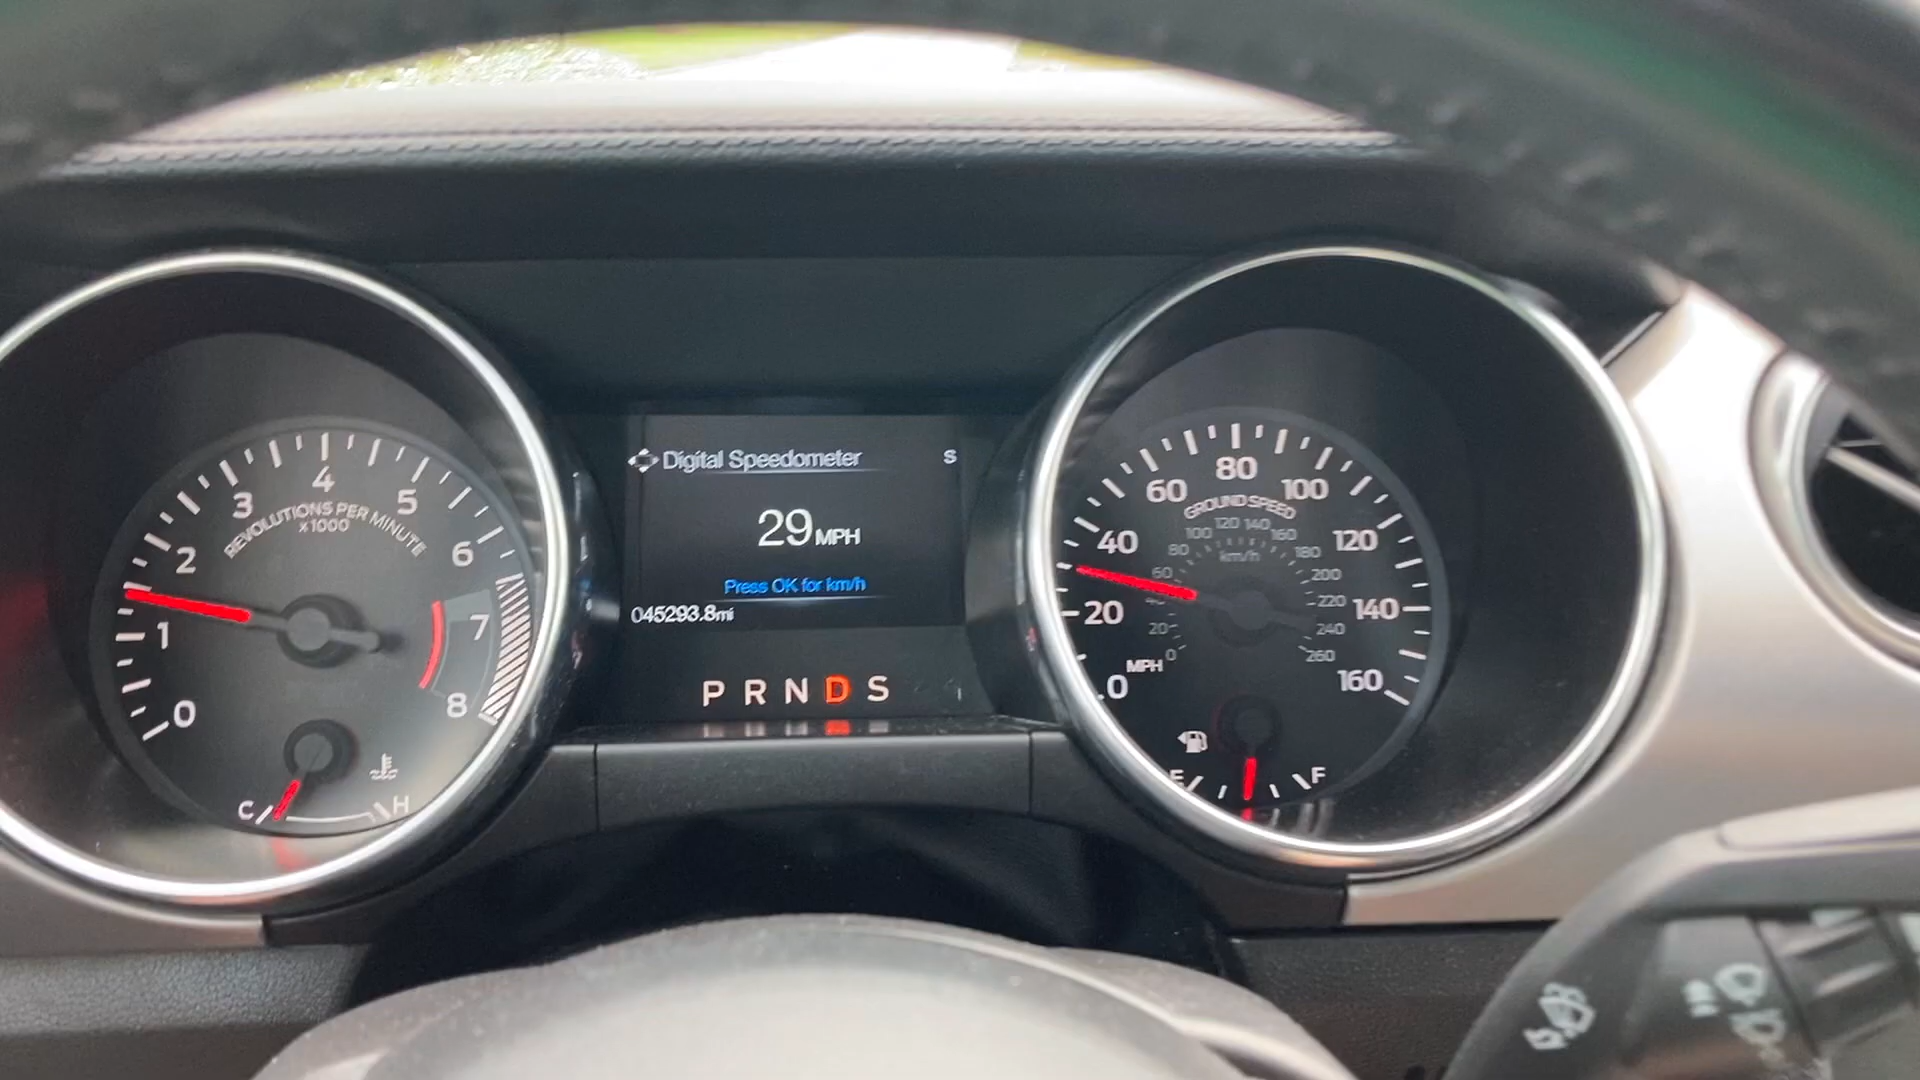 4
3 5
REVOLUTIONS PER MINUTE
x1000
2 6
1 7
0 8
C H
Digital Speedometer S
29 MPH
Press OK for km/h
045293.8mi
P R N D S
80
60 100
GROUND SPEED
40 120
20 140
0 160
MPH
120 140
100 160
km/h
80 180
60 200
40 220
20 240
0 260
E F